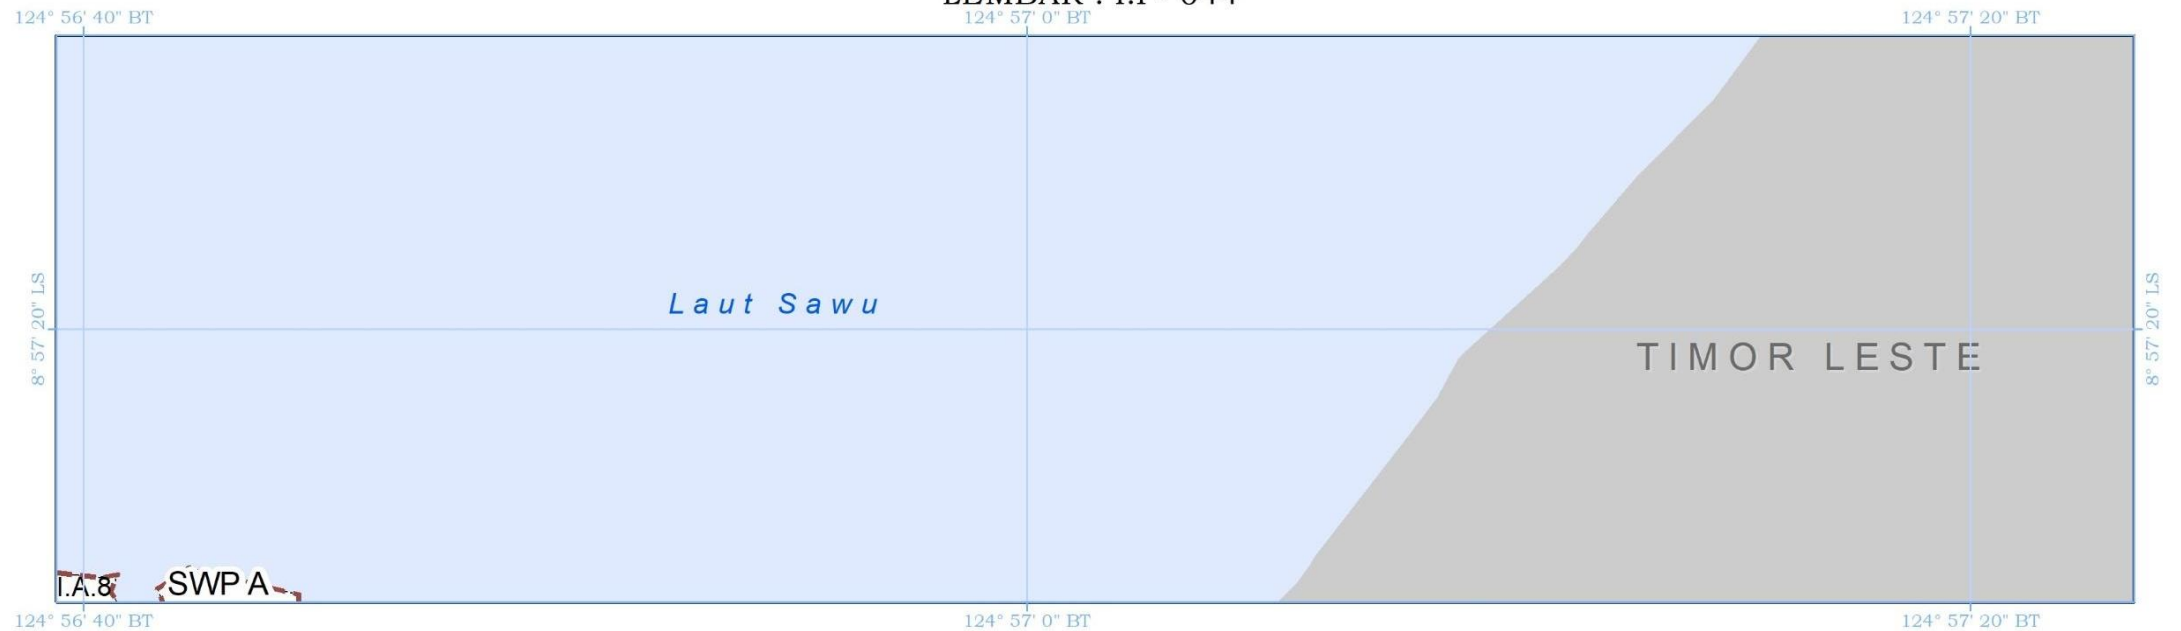 124° 56' 40" BT
124° 57' 0" BT
124° 57' 20" BT
8° 57' 20" LS
Laut Sawu
8° 57' 20" LS
TIMOR LESTE
I.A.8
SWP A
124° 56' 40" BT
124° 57' 0" BT
124° 57' 20" BT